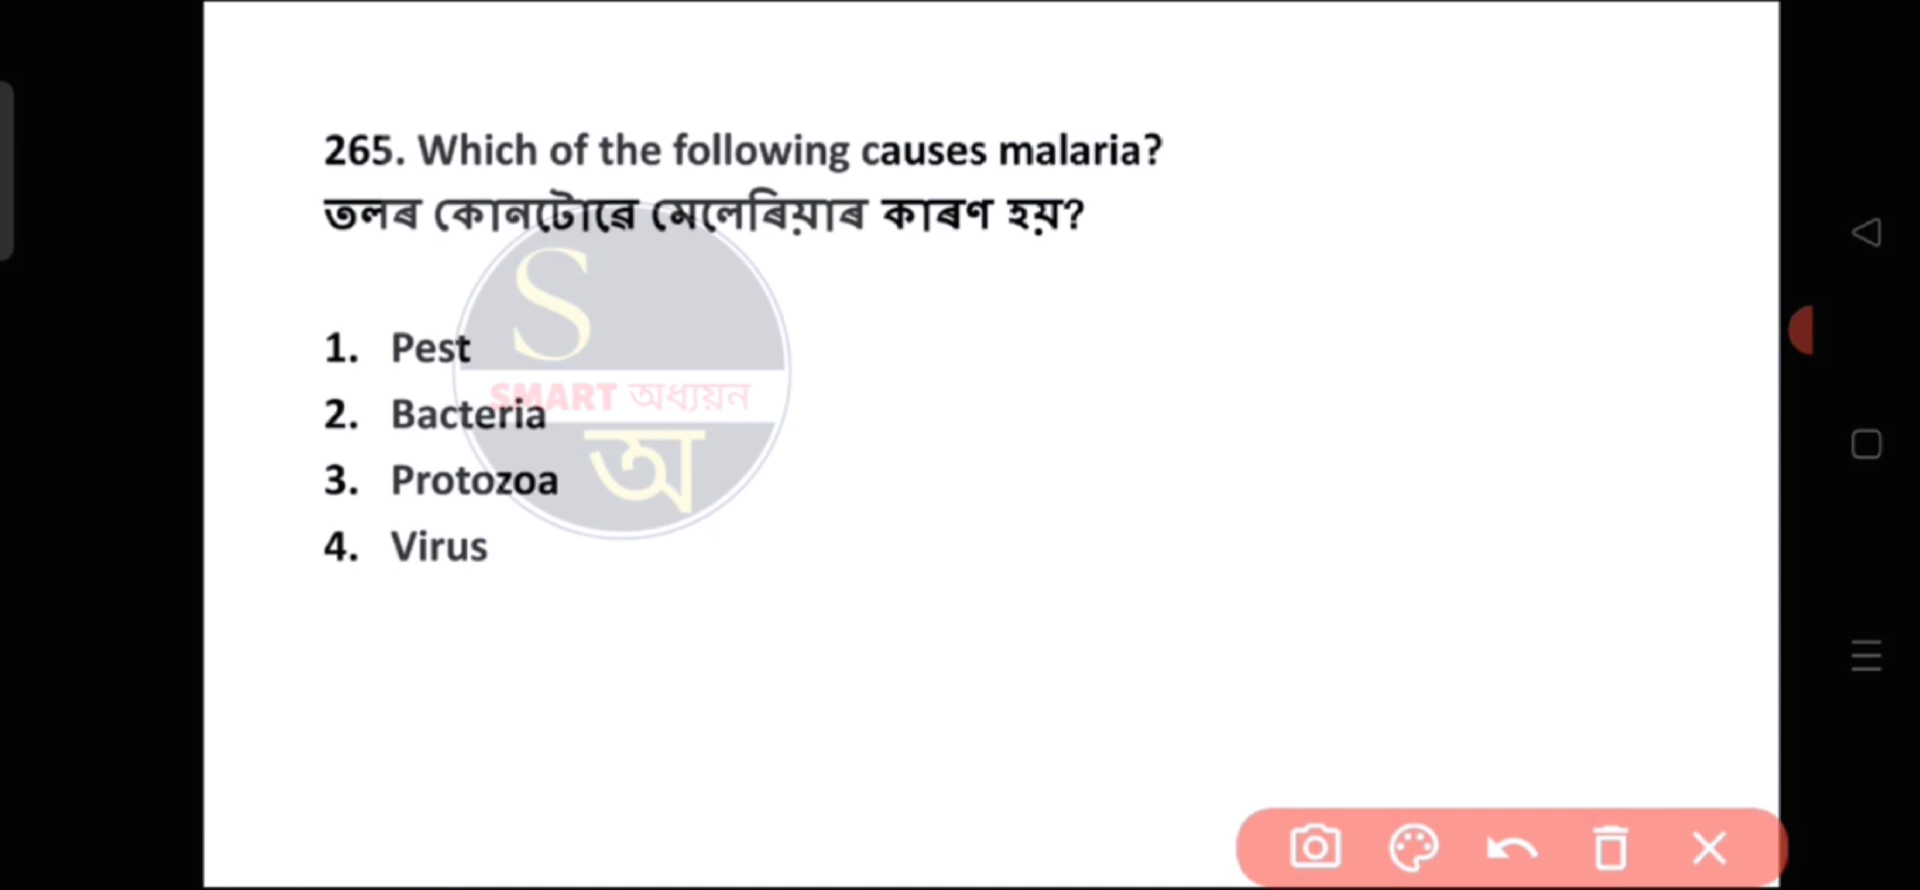 265. Which of the following causes malaria?
তলৰ কোনটোৱে মেলেৰিয়াৰ কাৰণ হয়?
S
1. Pest
SMART অধ্যয়ন
2. Bacteria
অ
3. Protozoa
4. Virus